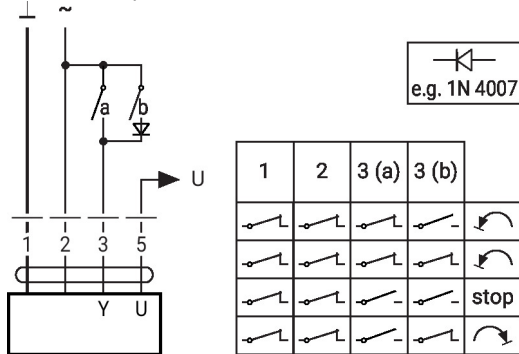 ⊥ ~
a b
e.g. 1N 4007
U
1 2 3 5
Y U
1 2 3 (a) 3 (b)
stop